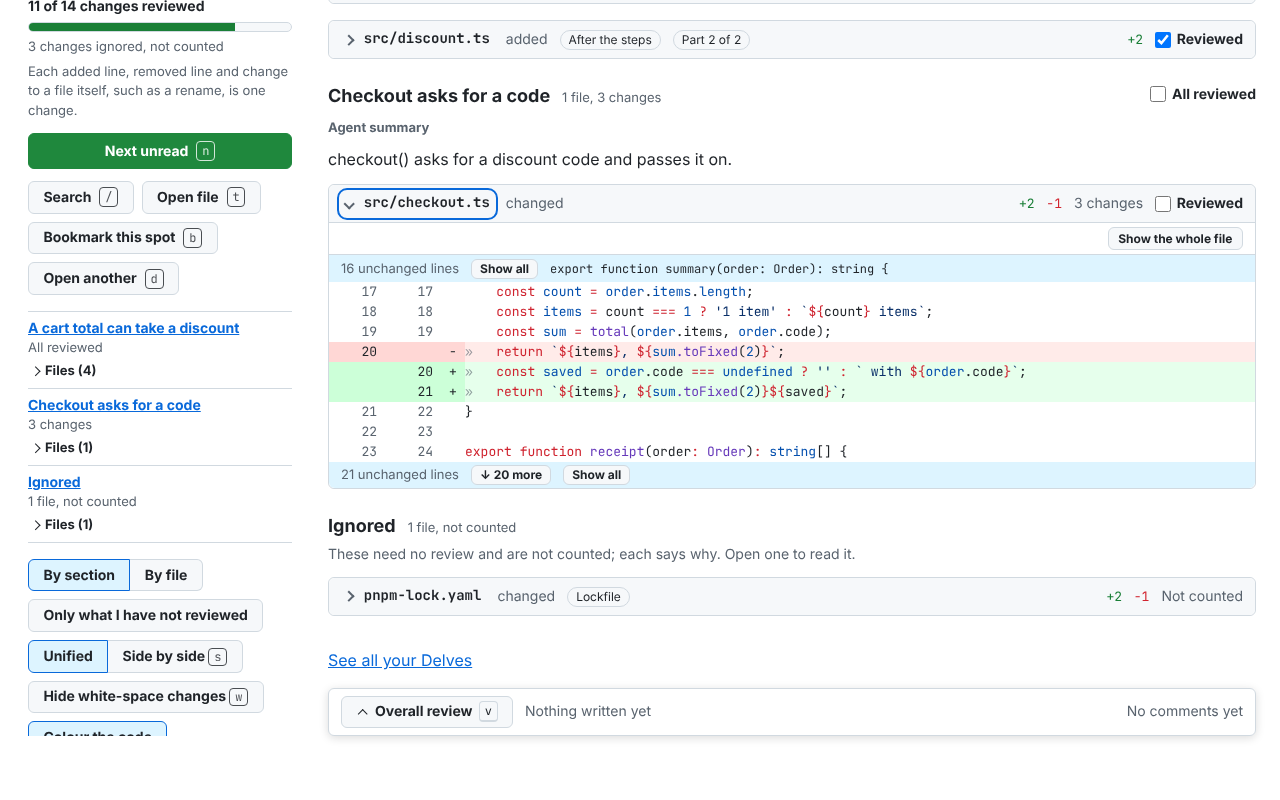 11 of 14 changes reviewed
3 changes ignored, not counted
Each added line, removed line and change
to a file itself, such as a rename, is one
change.
Next unread n
Search / Open file t
Bookmark this spot b
Open another d
A cart total can take a discount
All reviewed
Files (4)
Checkout asks for a code
3 changes
Files (1)
Ignored
1 file, not counted
Files (1)
By section By file
Only what I have not reviewed
Unified Side by side s
Hide white-space changes w
Colour the code
src/discount.ts added After the steps Part 2 of 2 +2 Reviewed
Checkout asks for a code 1 file, 3 changes All reviewed
Agent summary
checkout() asks for a discount code and passes it on.
src/checkout.ts changed +2 -1 3 changes Reviewed
Show the whole file
16 unchanged lines Show all export function summary(order: Order): string {
17 17 const count = order.items.length;
18 18 const items = count === 1 ? '1 item' : `${count} items`;
19 19 const sum = total(order.items, order.code);
20 - » return `${items}, ${sum.toFixed(2)}`;
20 + » const saved = order.code === undefined ? '' : ` with ${order.code}`;
21 + » return `${items}, ${sum.toFixed(2)}${saved}`;
21 22 }
22 23
23 24 export function receipt(order: Order): string[] {
21 unchanged lines ↓ 20 more Show all
Ignored 1 file, not counted
These need no review and are not counted; each says why. Open one to read it.
pnpm-lock.yaml changed Lockfile +2 -1 Not counted
See all your Delves
Overall review v Nothing written yet No comments yet